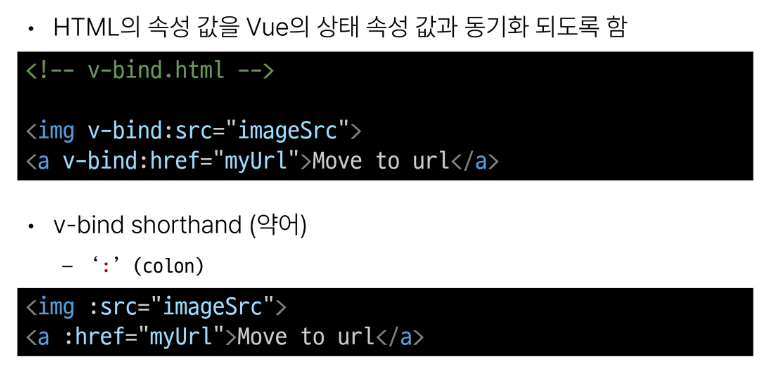 • HTML의 속성 값을 Vue의 상태 속성 값과 동기화 되도록 함
<!-- v-bind.html -->
<img v-bind:src="imageSrc">
<a v-bind:href="myUrl">Move to url</a>
• v-bind shorthand (약어)
– ‘:’ (colon)
<img :src="imageSrc">
<a :href="myUrl">Move to url</a>